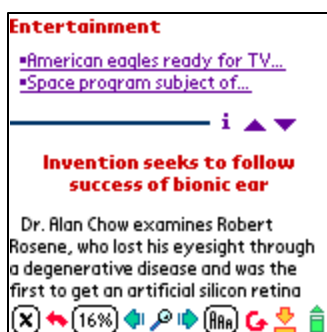 Entertainment
▪American eagles ready for TV...
▪Space program subject of...
i
Invention seeks to follow
success of bionic ear
Dr. Alan Chow examines Robert
Rosene, who lost his eyesight through
a degenerative disease and was the
first to get an artificial silicon retina
X 16% AAA